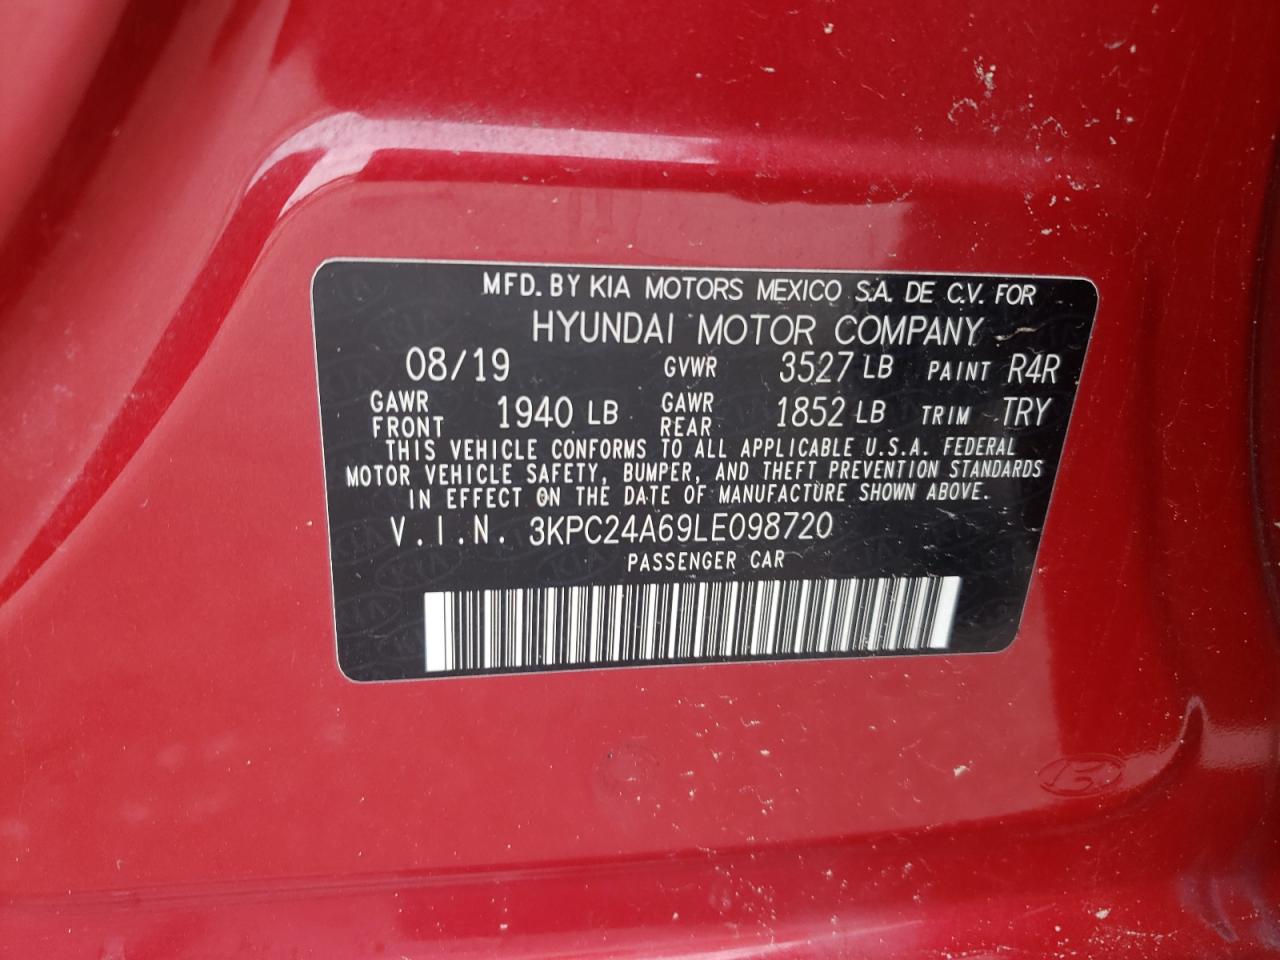 MFD. BY KIA MOTORS MEXICO S.A. DE C.V. FOR
HYUNDAI MOTOR COMPANY
08/19 GVWR 3527 LB PAINT R4R
GAWR FRONT 1940 LB GAWR REAR 1852 LB TRIM TRY
THIS VEHICLE CONFORMS TO ALL APPLICABLE U.S.A. FEDERAL
MOTOR VEHICLE SAFETY, BUMPER, AND THEFT PREVENTION STANDARDS
IN EFFECT ON THE DATE OF MANUFACTURE SHOWN ABOVE.
V.I.N. 3KPC24A69LE098720
PASSENGER CAR